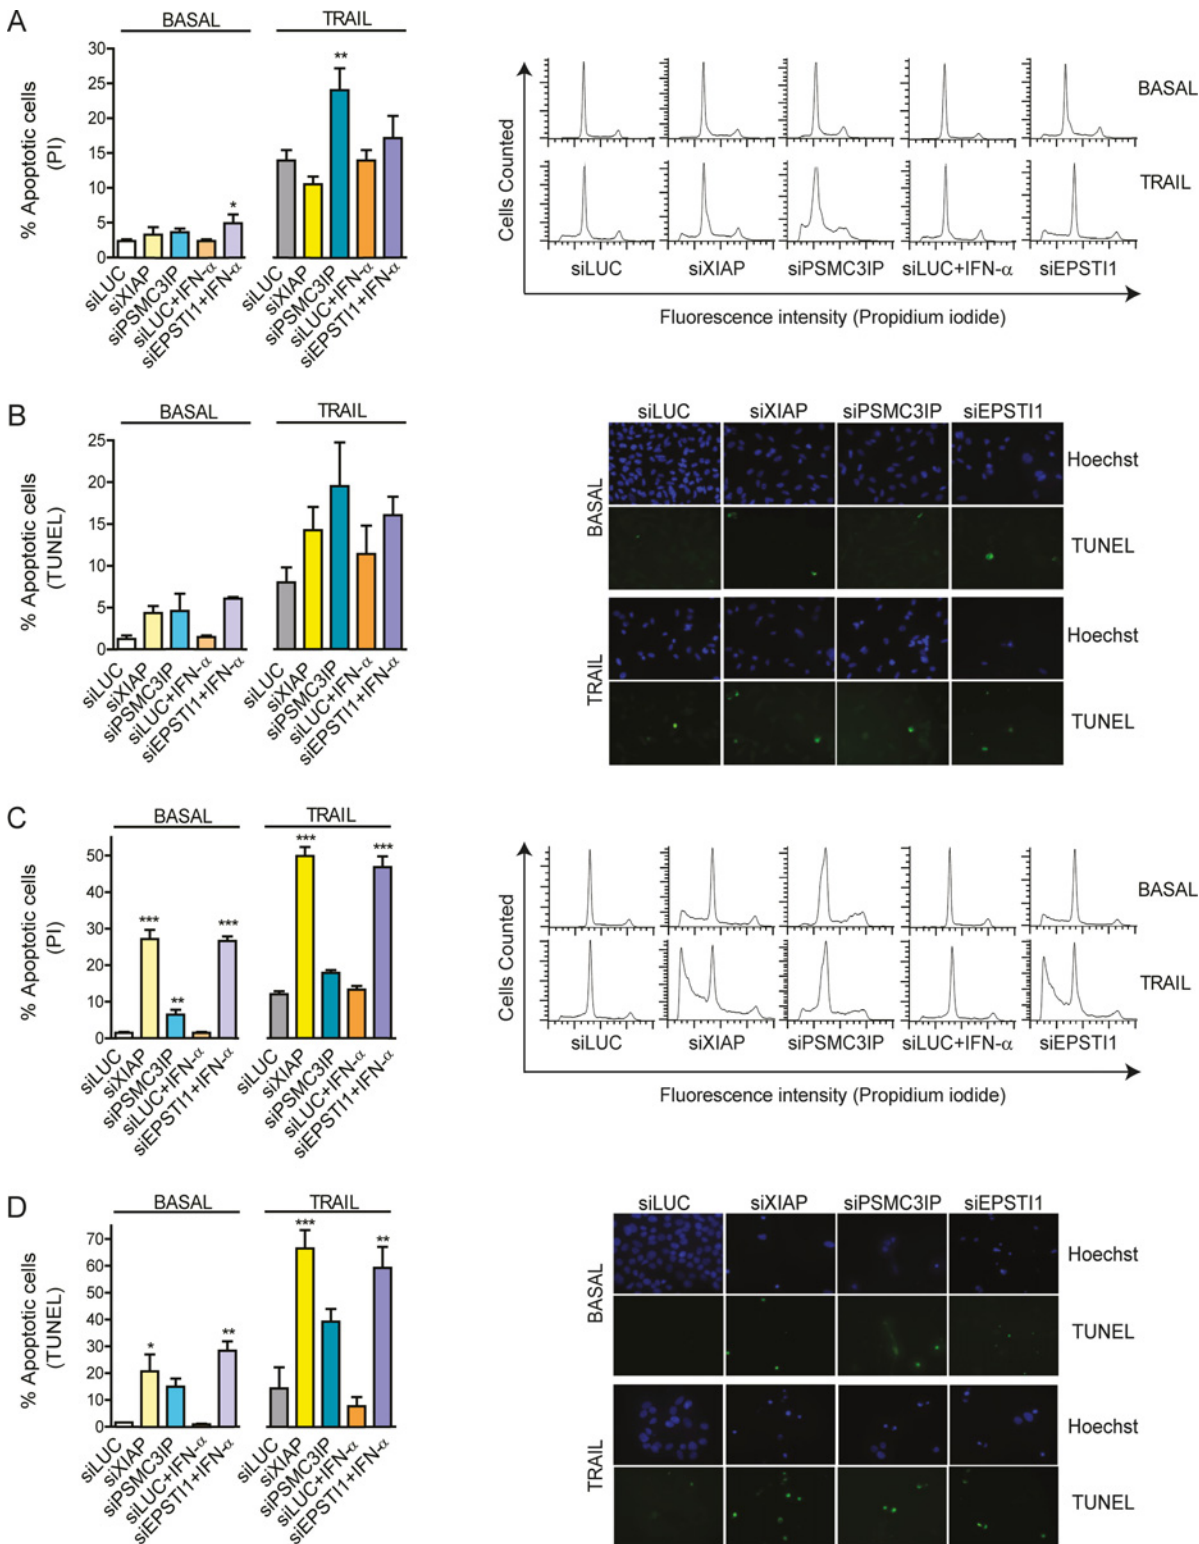 A
BASAL
TRAIL
% Apoptotic cells
(PI)
30
25
20
15
10
5
0
*
**
siLUC
siXIAP
siPSMC3IP
siLUC+IFN-α
siEPSTI1+IFN-α
siLUC
siXIAP
siPSMC3IP
siLUC+IFN-α
siEPSTI1+IFN-α
Cells Counted
BASAL
TRAIL
siLUC siXIAP siPSMC3IP siLUC+IFN-α siEPSTI1
Fluorescence intensity (Propidium iodide)
B
BASAL
TRAIL
% Apoptotic cells
(TUNEL)
25
20
15
10
5
0
siLUC
siXIAP
siPSMC3IP
siLUC+IFN-α
siEPSTI1+IFN-α
siLUC
siXIAP
siPSMC3IP
siLUC+IFN-α
siEPSTI1+IFN-α
siLUC siXIAP siPSMC3IP siEPSTI1
BASAL
Hoechst
TUNEL
TRAIL
Hoechst
TUNEL
C
BASAL
TRAIL
% Apoptotic cells
(PI)
50
40
30
20
10
0
***
**
***
***
***
siLUC
siXIAP
siPSMC3IP
siLUC+IFN-α
siEPSTI1+IFN-α
siLUC
siXIAP
siPSMC3IP
siLUC+IFN-α
siEPSTI1+IFN-α
Cells Counted
BASAL
TRAIL
siLUC siXIAP siPSMC3IP siLUC+IFN-α siEPSTI1
Fluorescence intensity (Propidium iodide)
D
BASAL
TRAIL
% Apoptotic cells
(TUNEL)
70
60
50
40
30
20
10
0
*
**
***
**
siLUC
siXIAP
siPSMC3IP
siLUC+IFN-α
siEPSTI1+IFN-α
siLUC
siXIAP
siPSMC3IP
siLUC+IFN-α
siEPSTI1+IFN-α
siLUC siXIAP siPSMC3IP siEPSTI1
BASAL
Hoechst
TUNEL
TRAIL
Hoechst
TUNEL